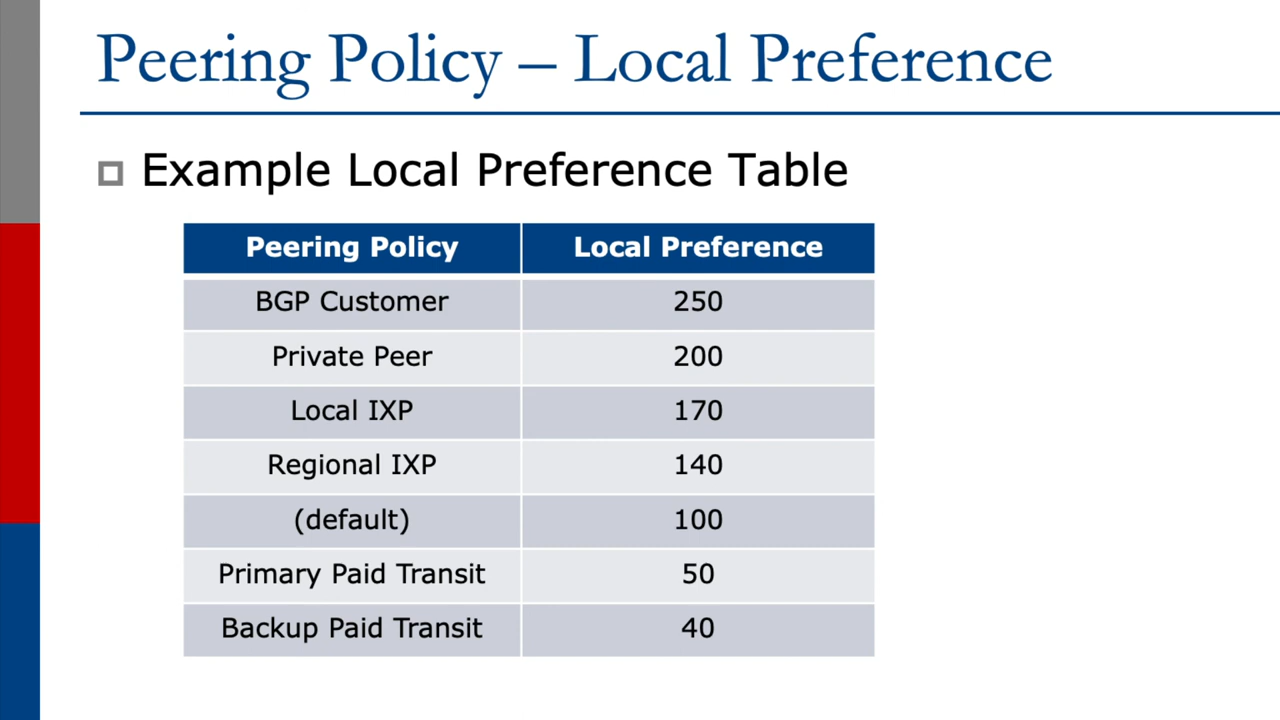 Peering Policy – Local Preference
Example Local Preference Table
Peering Policy Local Preference
BGP Customer 250
Private Peer 200
Local IXP 170
Regional IXP 140
(default) 100
Primary Paid Transit 50
Backup Paid Transit 40